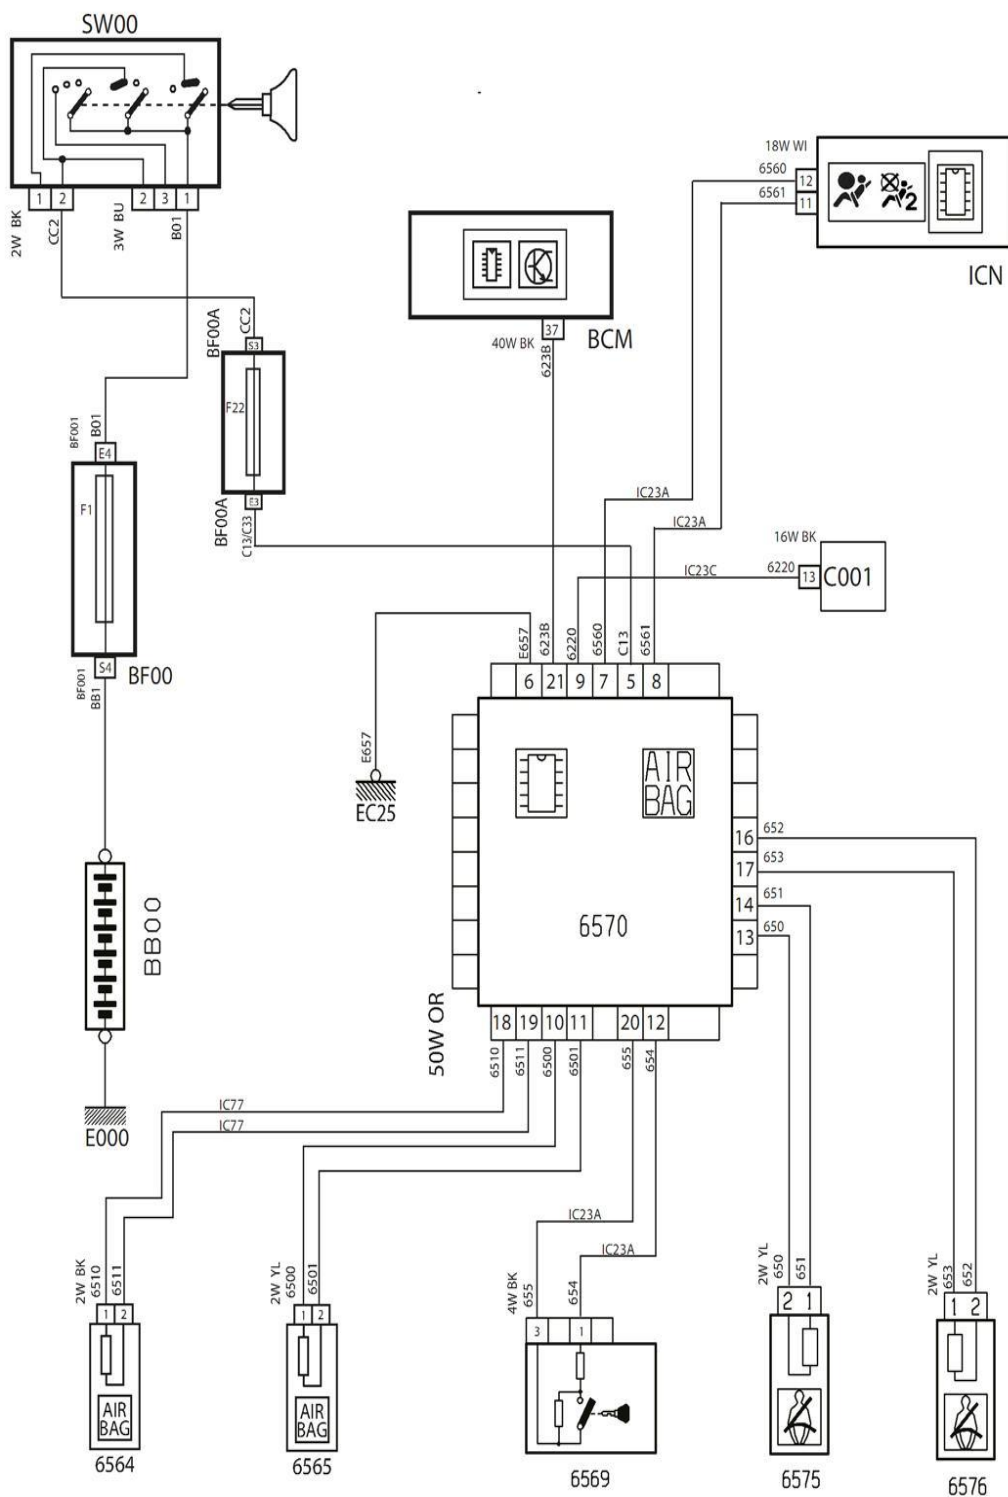 SW00
1
2
2
3
1
2W BK
CC2
3W BU
B01
18W WI
6560
12
6561
11
2
ICN
37
40W BK
BCM
623B
BF00A
CC2
S3
F22
E3
BF00A
C13/C33
BF001
B01
E4
F1
S4
BF00
BF001
BB1
IC23A
IC23A
16W BK
IC23C
6220
13
C001
E657
623B
6220
6560
C13
6561
6
21
9
7
5
8
E657
EC25
AIR
BAG
16
652
17
653
14
651
13
650
6570
BB00
50W OR
18
19
10
11
20
12
6510
6511
6500
6501
655
654
E000
IC77
IC77
IC23A
IC23A
2W BK
6510
6511
2W YL
6500
6501
4W BK
655
654
2W YL
650
651
2W YL
653
652
1
2
1
2
3
1
2
1
1
2
AIR
BAG
AIR
BAG
6564
6565
6569
6575
6576